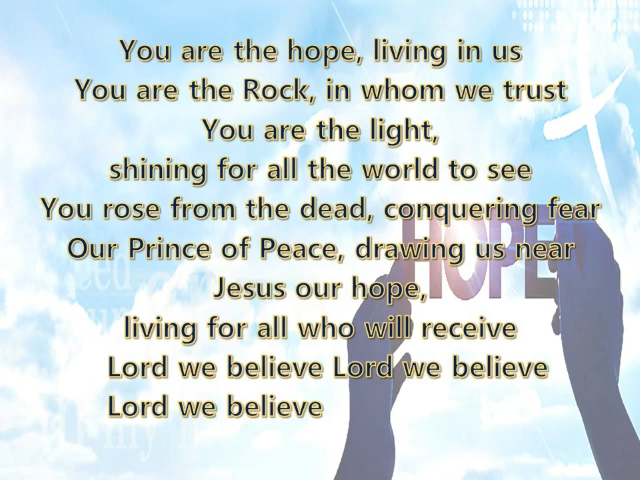 You are the hope, living in us
You are the Rock, in whom we trust
You are the light,
shining for all the world to see
You rose from the dead, conquering fear
HOPE
Our Prince of Peace, drawing us near
Jesus our hope,
living for all who will receive
Lord we believe Lord we believe
Lord we believe